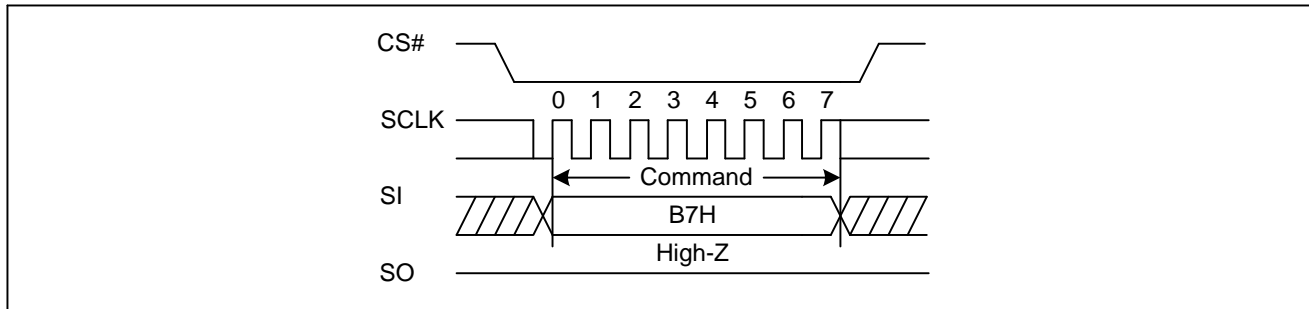 CS#
0 1 2 3 4 5 6 7
SCLK
Command
SI
B7H
High-Z
SO